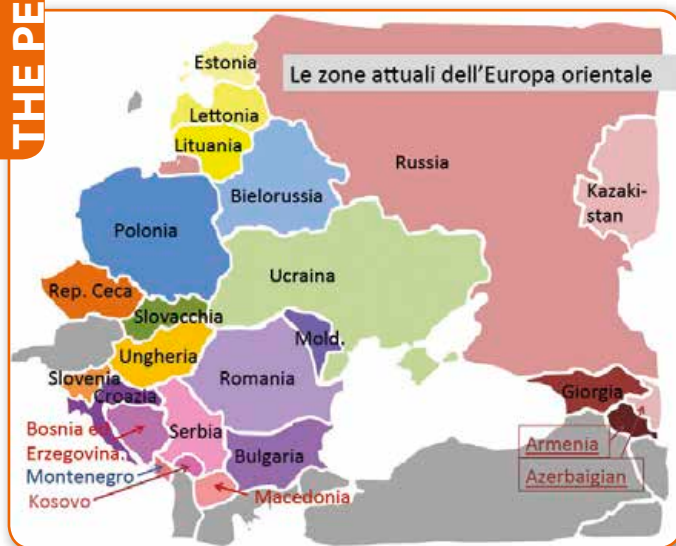 THE PE
Le zone attuali dell'Europa orientale
Estonia
Lettonia
Lituania
Russia
Bielorussia
Kazaki-
stan
Polonia
Ucraina
Rep. Ceca
Slovacchia
Mold.
Ungheria
Slovenia
Romania
Croazia
Giorgia
Bosnia ed
Erzegovina.
Serbia
Bulgaria
Armenia
Montenegro
Azerbaigian
Kosovo
Macedonia